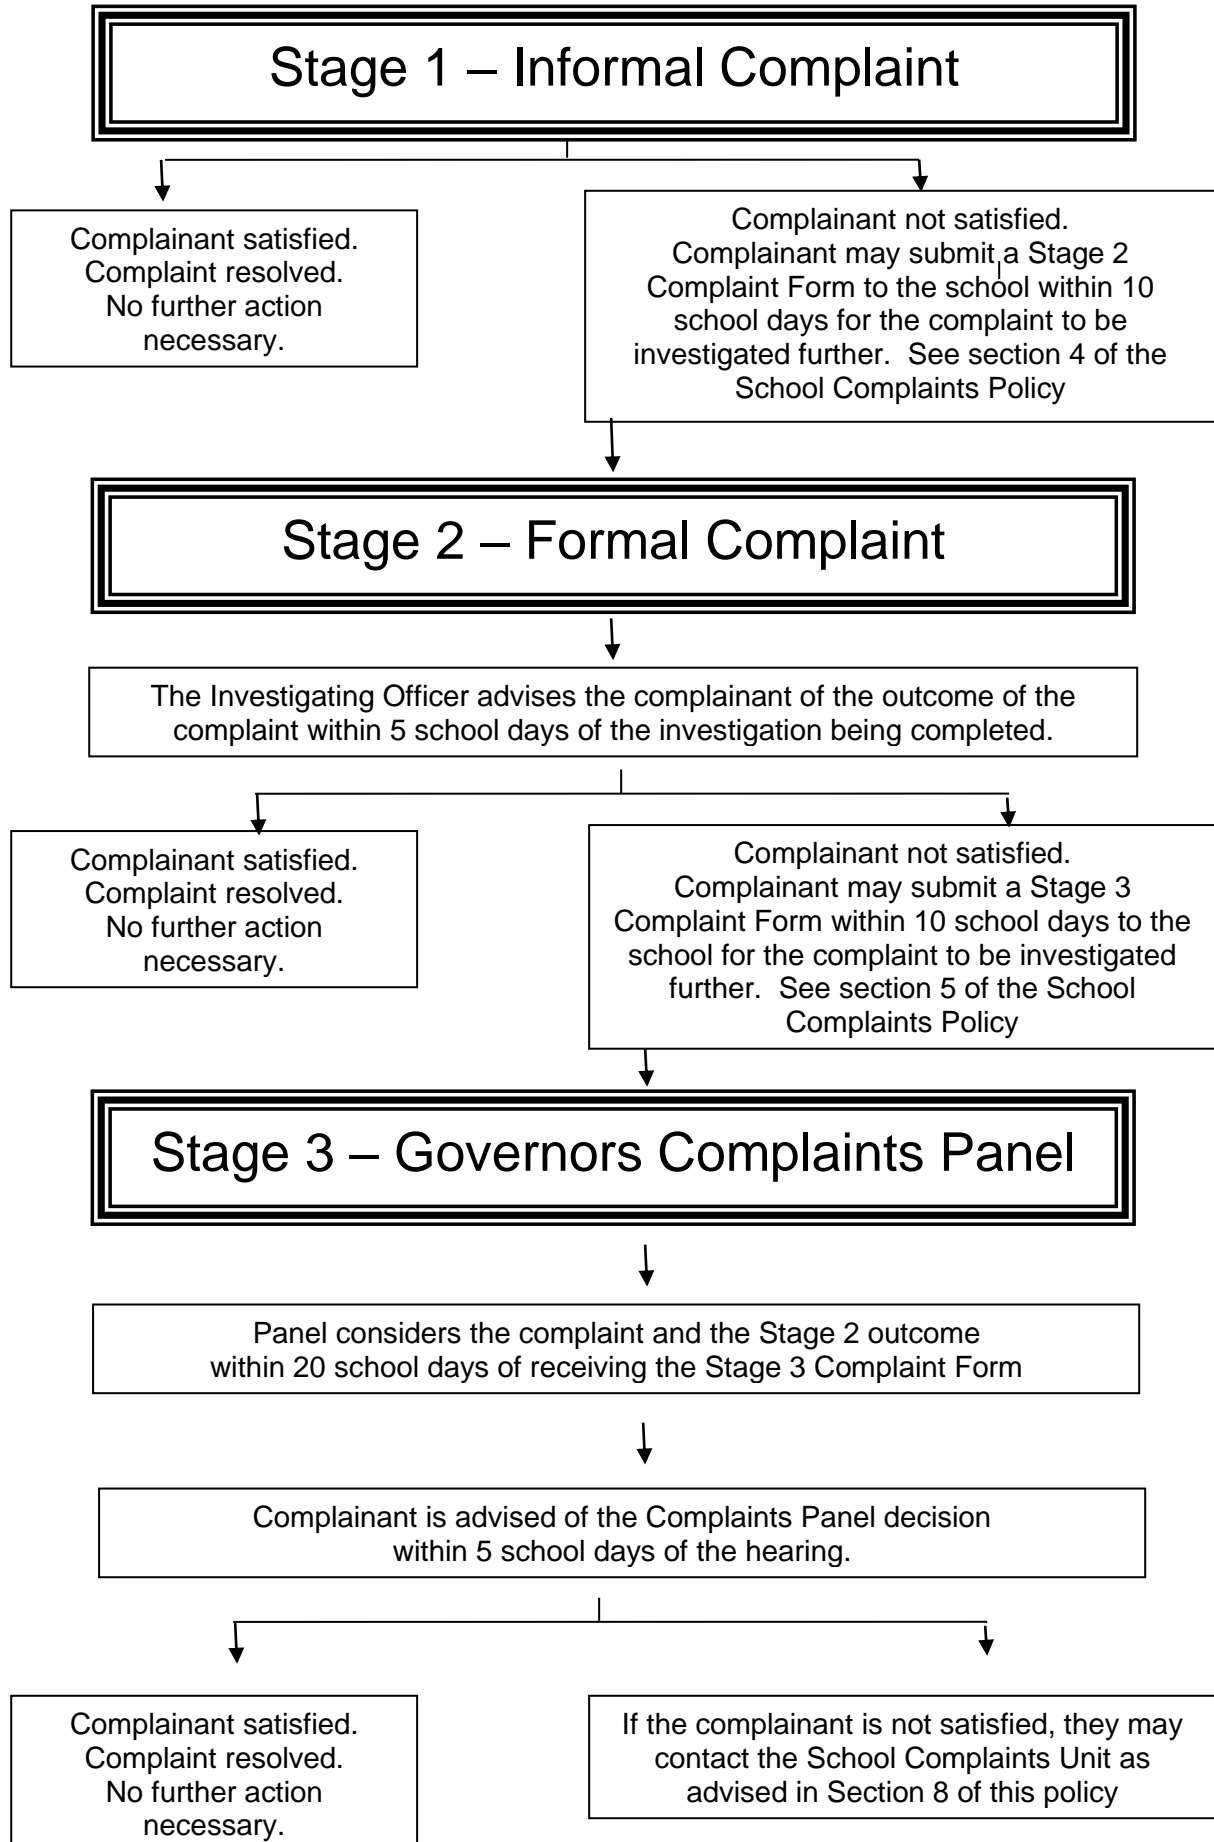 Stage 1 – Informal Complaint
Complainant satisfied.
Complaint resolved.
No further action
necessary.
Complainant not satisfied.
Complainant may submit a Stage 2
Complaint Form to the school within 10
school days for the complaint to be
investigated further.  See section 4 of the
School Complaints Policy
Stage 2 – Formal Complaint
The Investigating Officer advises the complainant of the outcome of the
complaint within 5 school days of the investigation being completed.
Complainant satisfied.
Complaint resolved.
No further action
necessary.
Complainant not satisfied.
Complainant may submit a Stage 3
Complaint Form within 10 school days to the
school for the complaint to be investigated
further.  See section 5 of the School
Complaints Policy
Stage 3 – Governors Complaints Panel
Panel considers the complaint and the Stage 2 outcome
within 20 school days of receiving the Stage 3 Complaint Form
Complainant is advised of the Complaints Panel decision
within 5 school days of the hearing.
Complainant satisfied.
Complaint resolved.
No further action
necessary.
If the complainant is not satisfied, they may
contact the School Complaints Unit as
advised in Section 8 of this policy